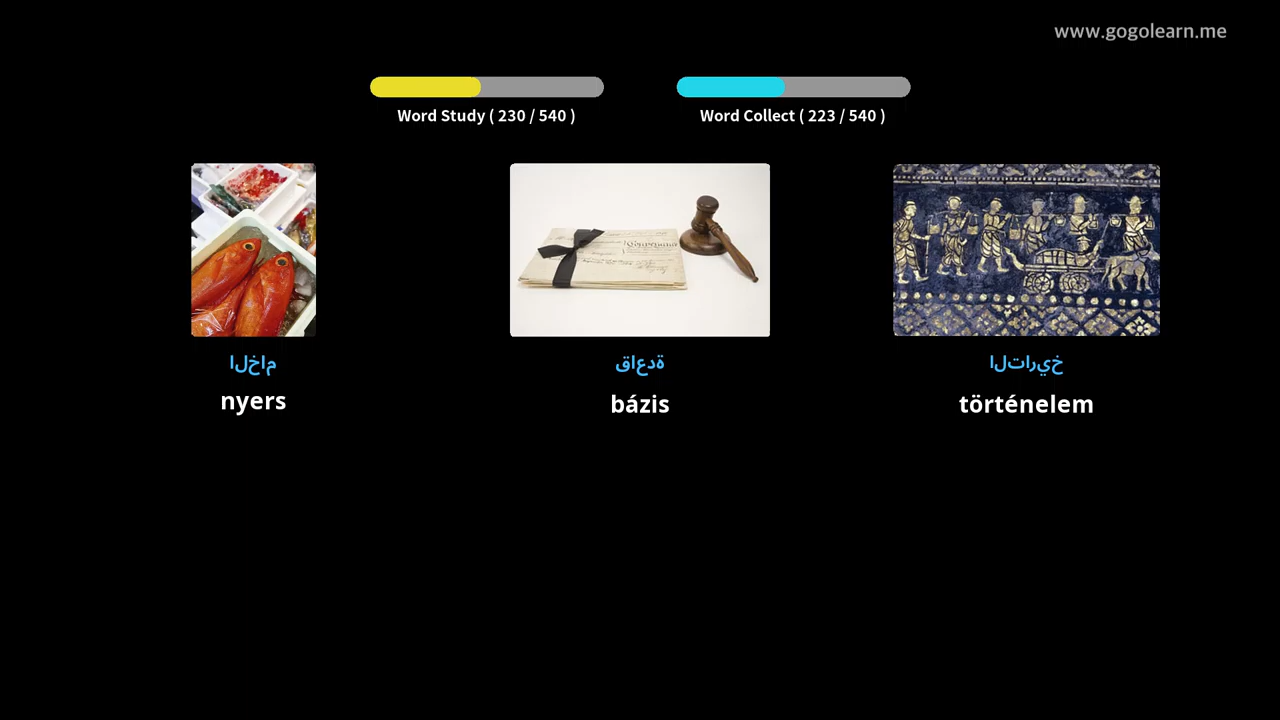 www.gogolearn.me
Word Study ( 230 / 540 )
Word Collect ( 223 / 540 )
الخام
nyers
قاعدة
bázis
التاريخ
történelem